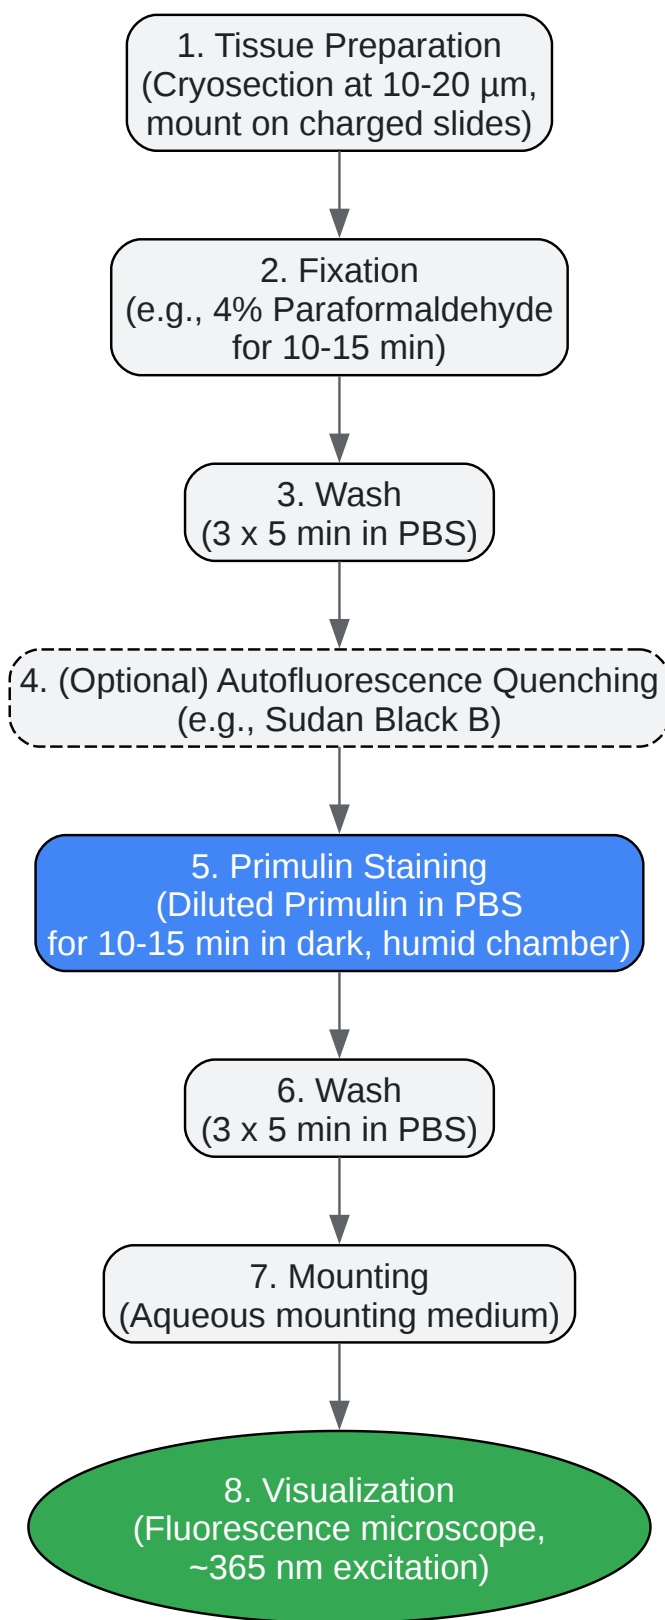 1. Tissue Preparation
(Cryosection at 10-20 µm,
mount on charged slides)
2. Fixation
(e.g., 4% Paraformaldehyde
for 10-15 min)
3. Wash
(3 x 5 min in PBS)
4. (Optional) Autofluorescence Quenching
(e.g., Sudan Black B)
5. Primulin Staining
(Diluted Primulin in PBS
for 10-15 min in dark, humid chamber)
6. Wash
(3 x 5 min in PBS)
7. Mounting
(Aqueous mounting medium)
8. Visualization
(Fluorescence microscope,
~365 nm excitation)